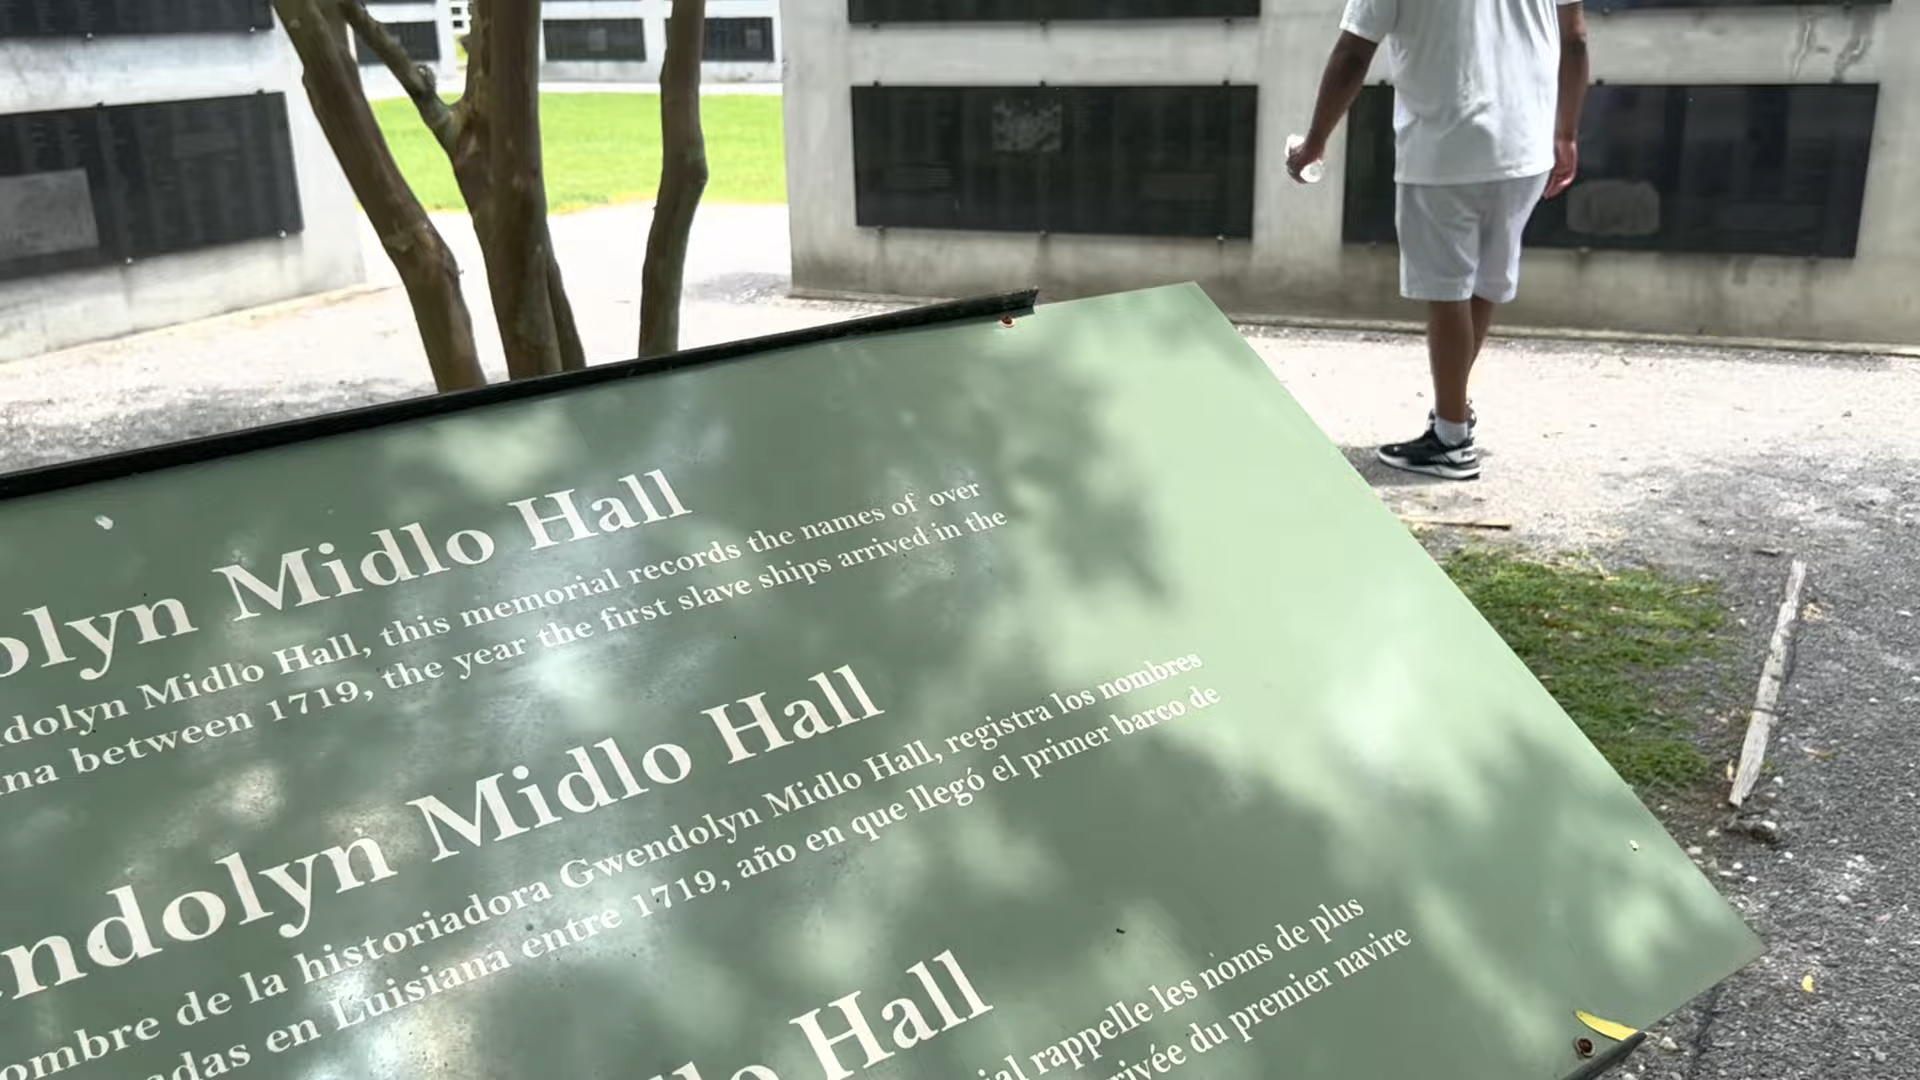 olyn Midlo Hall
dolyn Midlo Hall, this memorial records the names of over
na between 1719, the year the first slave ships arrived in the
endolyn Midlo Hall
ombre de la historiadora Gwendolyn Midlo Hall, registra los nombres
adas en Luisiana entre 1719, año en que llegó el primer barco de
llo Hall
ial rappelle les noms de plus
rrivée du premier navire